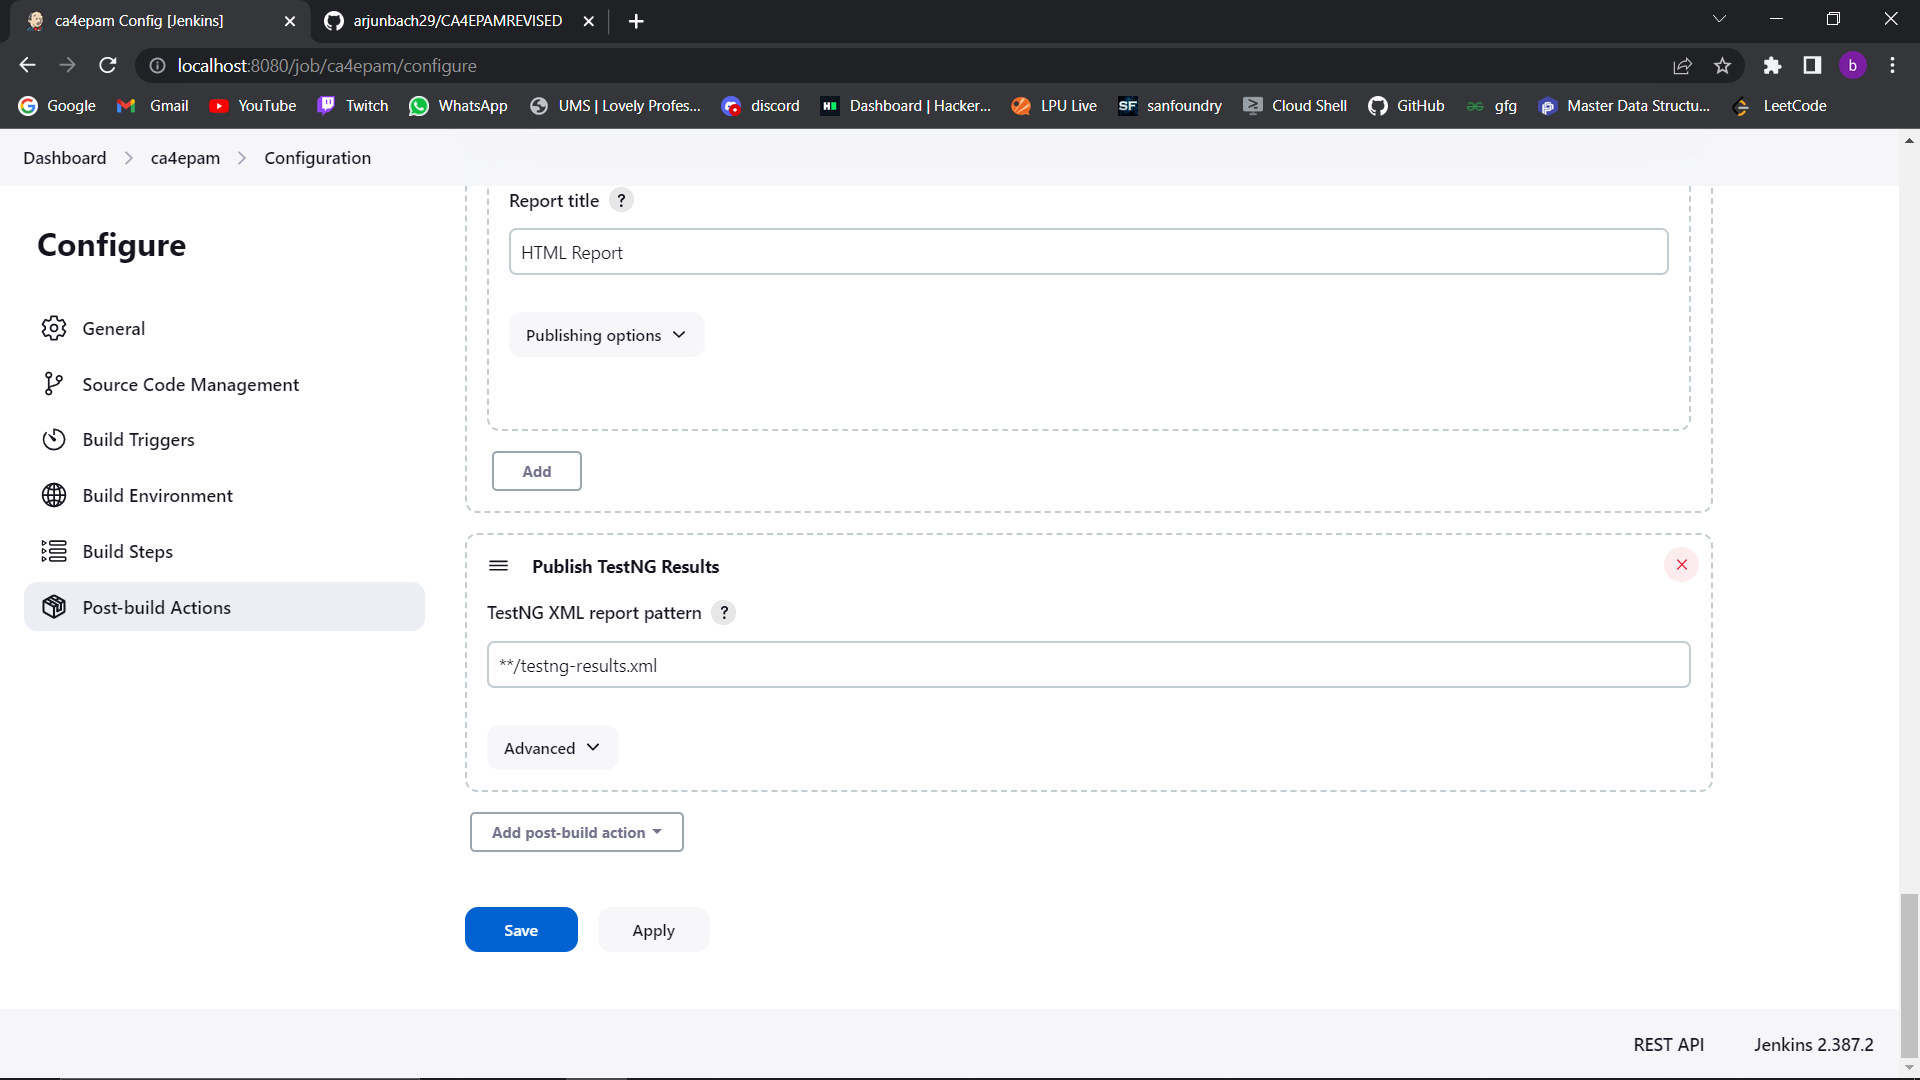 ca4epam Config [Jenkins]
arjunbach29/CA4EPAMREVISED
localhost:8080/job/ca4epam/configure
b
Google
Gmail
YouTube
Twitch
WhatsApp
UMS | Lovely Profes...
discord
Dashboard | Hacker...
LPU Live
SF
sanfoundry
Cloud Shell
GitHub
gfg
Master Data Structu...
LeetCode
Dashboard
ca4epam
Configuration
Configure
General
Source Code Management
Build Triggers
Build Environment
Build Steps
Post-build Actions
Report title ?
HTML Report
Publishing options
Add
Publish TestNG Results
TestNG XML report pattern ?
**/testng-results.xml
Advanced
Add post-build action
Save
Apply
REST API
Jenkins 2.387.2